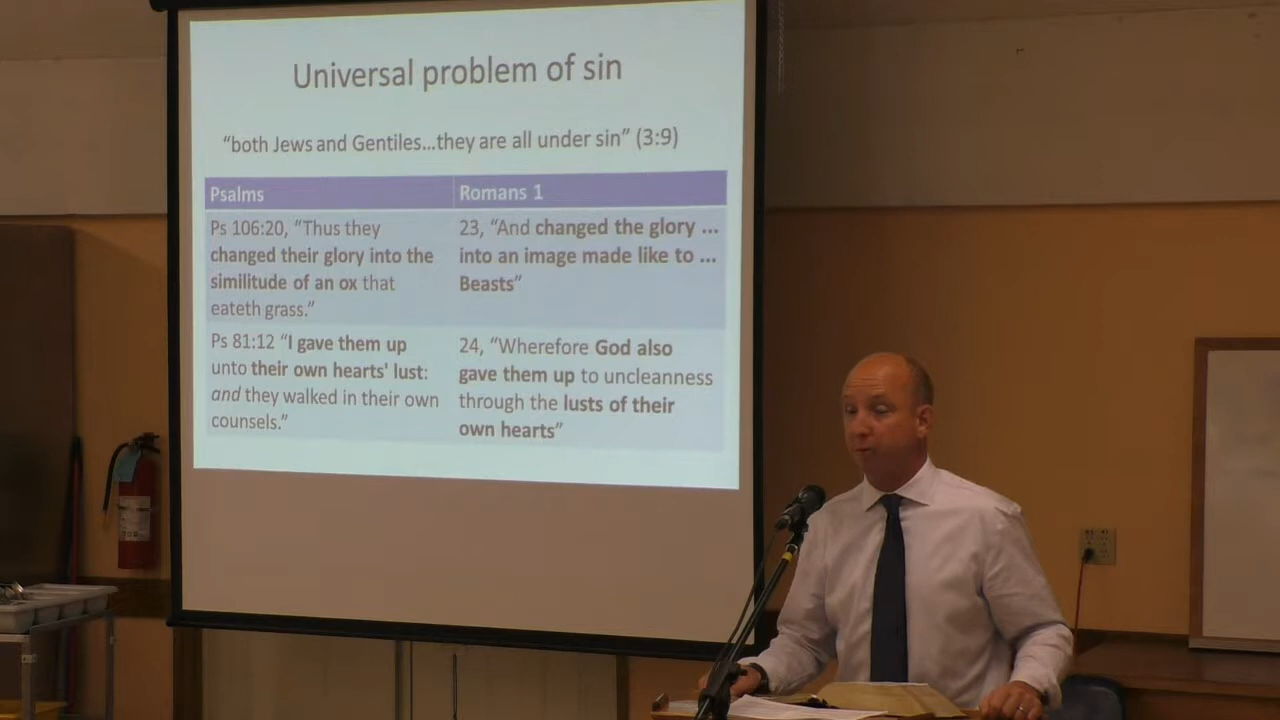 Universal problem of sin
“both Jews and Gentiles...they are all under sin” (3:9)
Psalms
Romans 1
Ps 106:20, “Thus they
changed their glory into the
similitude of an ox that
eateth grass.”
23, “And changed the glory ...
into an image made like to ...
Beasts”
Ps 81:12 “I gave them up
unto their own hearts' lust:
and they walked in their own
counsels.”
24, “Wherefore God also
gave them up to uncleanness
through the lusts of their
own hearts”